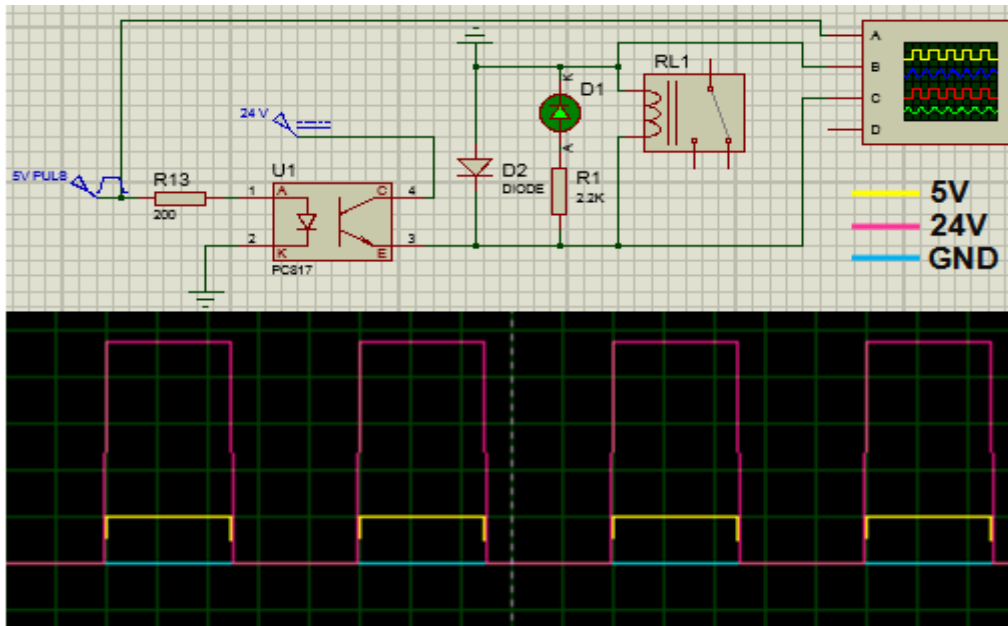 A
B
C
D
RL1
K
D1
A
24 V
5V PULS
R13
200
U1
1
A
C
4
2
K
E
3
PC817
D2
DIODE
R1
2.2K
5V
24V
GND